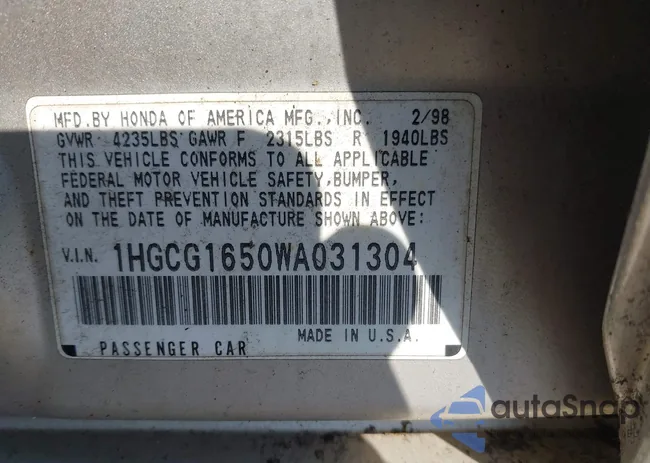 MFD.BY HONDA OF AMERICA MFG.,INC. 2/98
GVWR 4235LBS GAWR F 2315LBS R 1940LBS
THIS VEHICLE CONFORMS TO ALL APPLICABLE
FEDERAL MOTOR VEHICLE SAFETY,BUMPER,
AND THEFT PREVENTION STANDARDS IN EFFECT
ON THE DATE OF MANUFACTURE SHOWN ABOVE:
V.I.N. 1HGCG1650WA031304
MADE IN U.S.A.
PASSENGER CAR
autoSnap